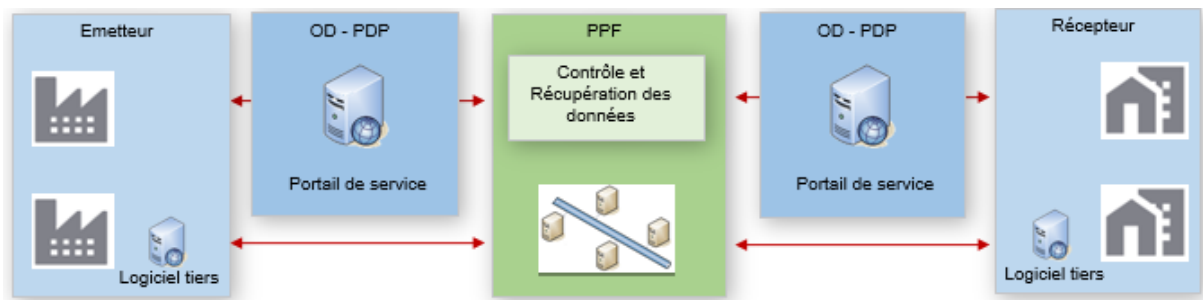 Emetteur
OD - PDP
PPF
OD - PDP
Récepteur
Contrôle et
Récupération des
données
Portail de service
Portail de service
Logiciel tiers
Logiciel tiers